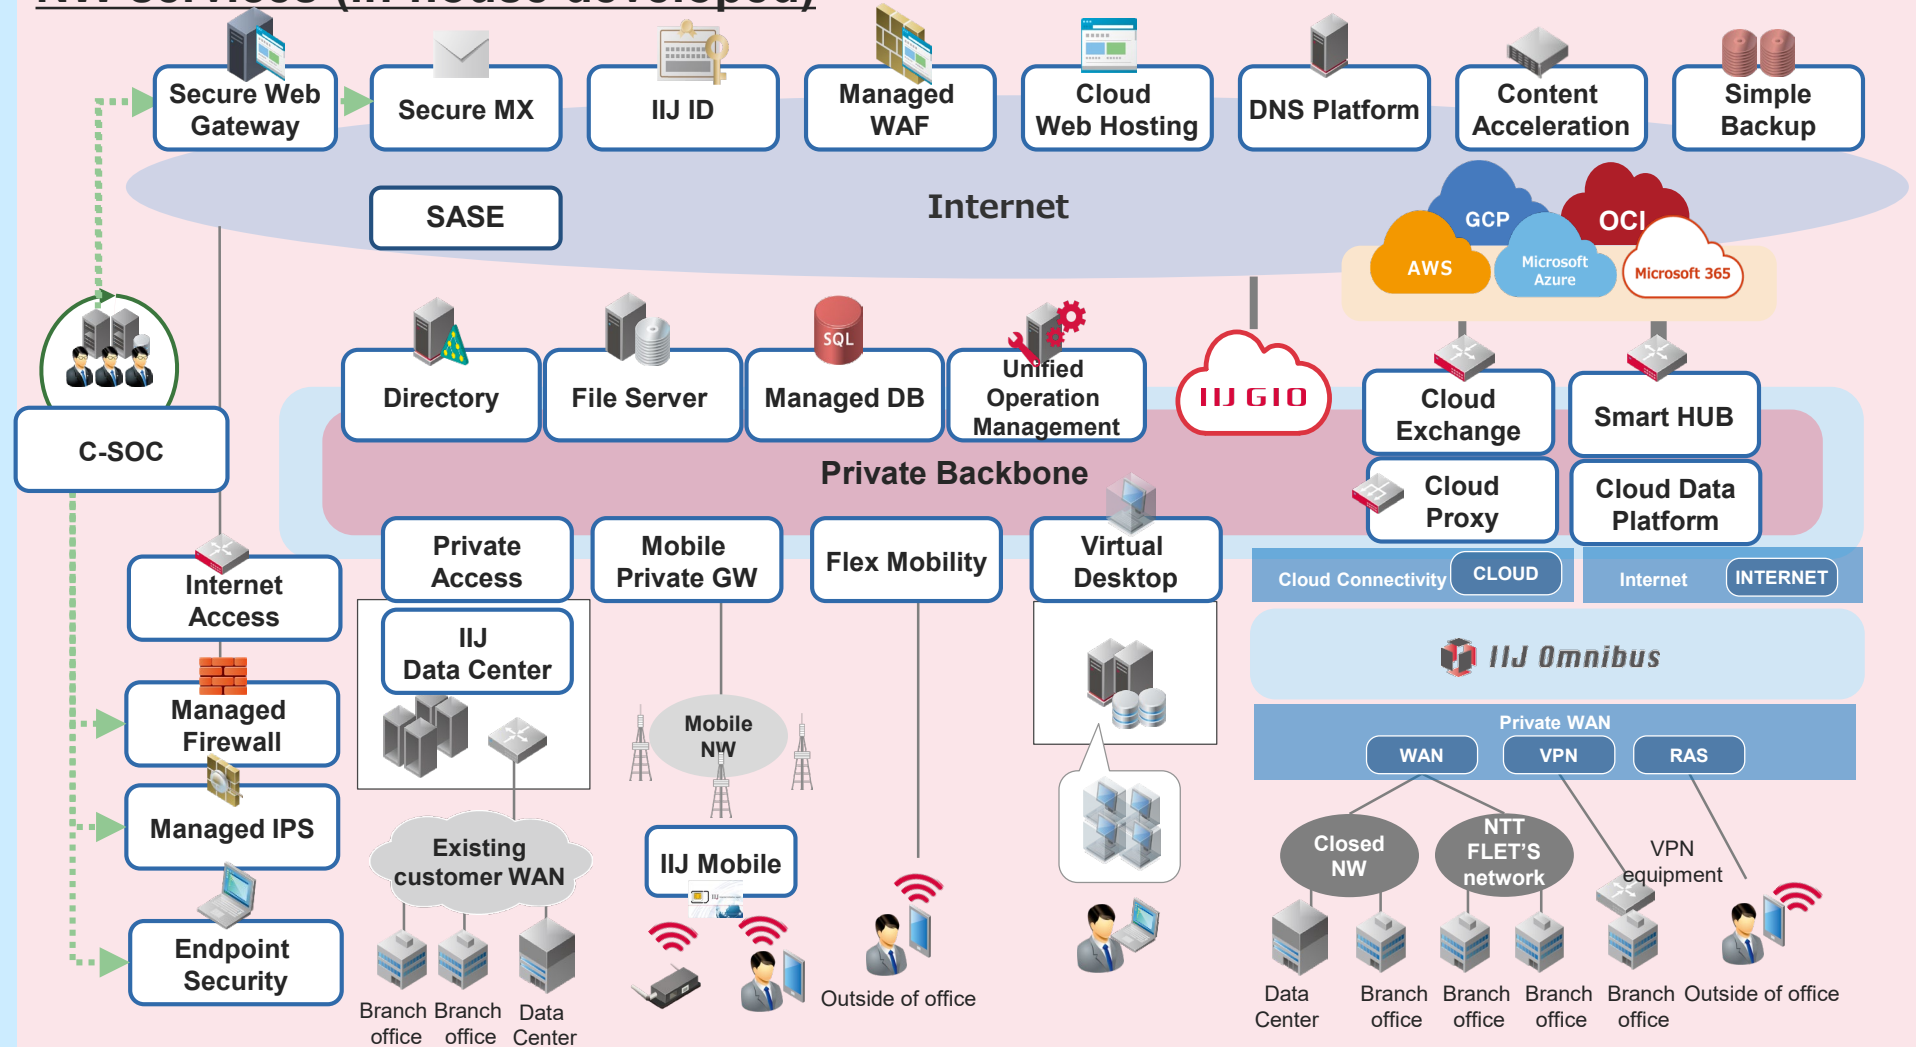 NW services (in-house developed)
Secure Web
Gateway
Secure MX
IIJ ID
Managed
WAF
Cloud
Web Hosting
DNS Platform
Content
Acceleration
Simple
Backup
SASE
Internet
GCP
OCI
AWS
Microsoft
Azure
Microsoft 365
SQL
Directory
File Server
Managed DB
Unified
Operation
Management
IIJ GIO
Cloud
Exchange
Smart HUB
C-SOC
Private Backbone
Cloud
Proxy
Cloud Data
Platform
Private
Access
Mobile
Private GW
Flex Mobility
Virtual
Desktop
Cloud Connectivity
CLOUD
Internet
INTERNET
Internet
Access
IIJ
Data Center
IIJ Omnibus
Managed
Firewall
Mobile
NW
Private WAN
WAN
VPN
RAS
Managed IPS
Existing
customer WAN
IIJ Mobile
Closed
NW
NTT
FLET'S
network
VPN
equipment
Endpoint
Security
Outside of office
Branch
office
Branch
office
Data
Center
Data
Center
Branch
office
Branch
office
Branch
office
Branch
office
Outside of office